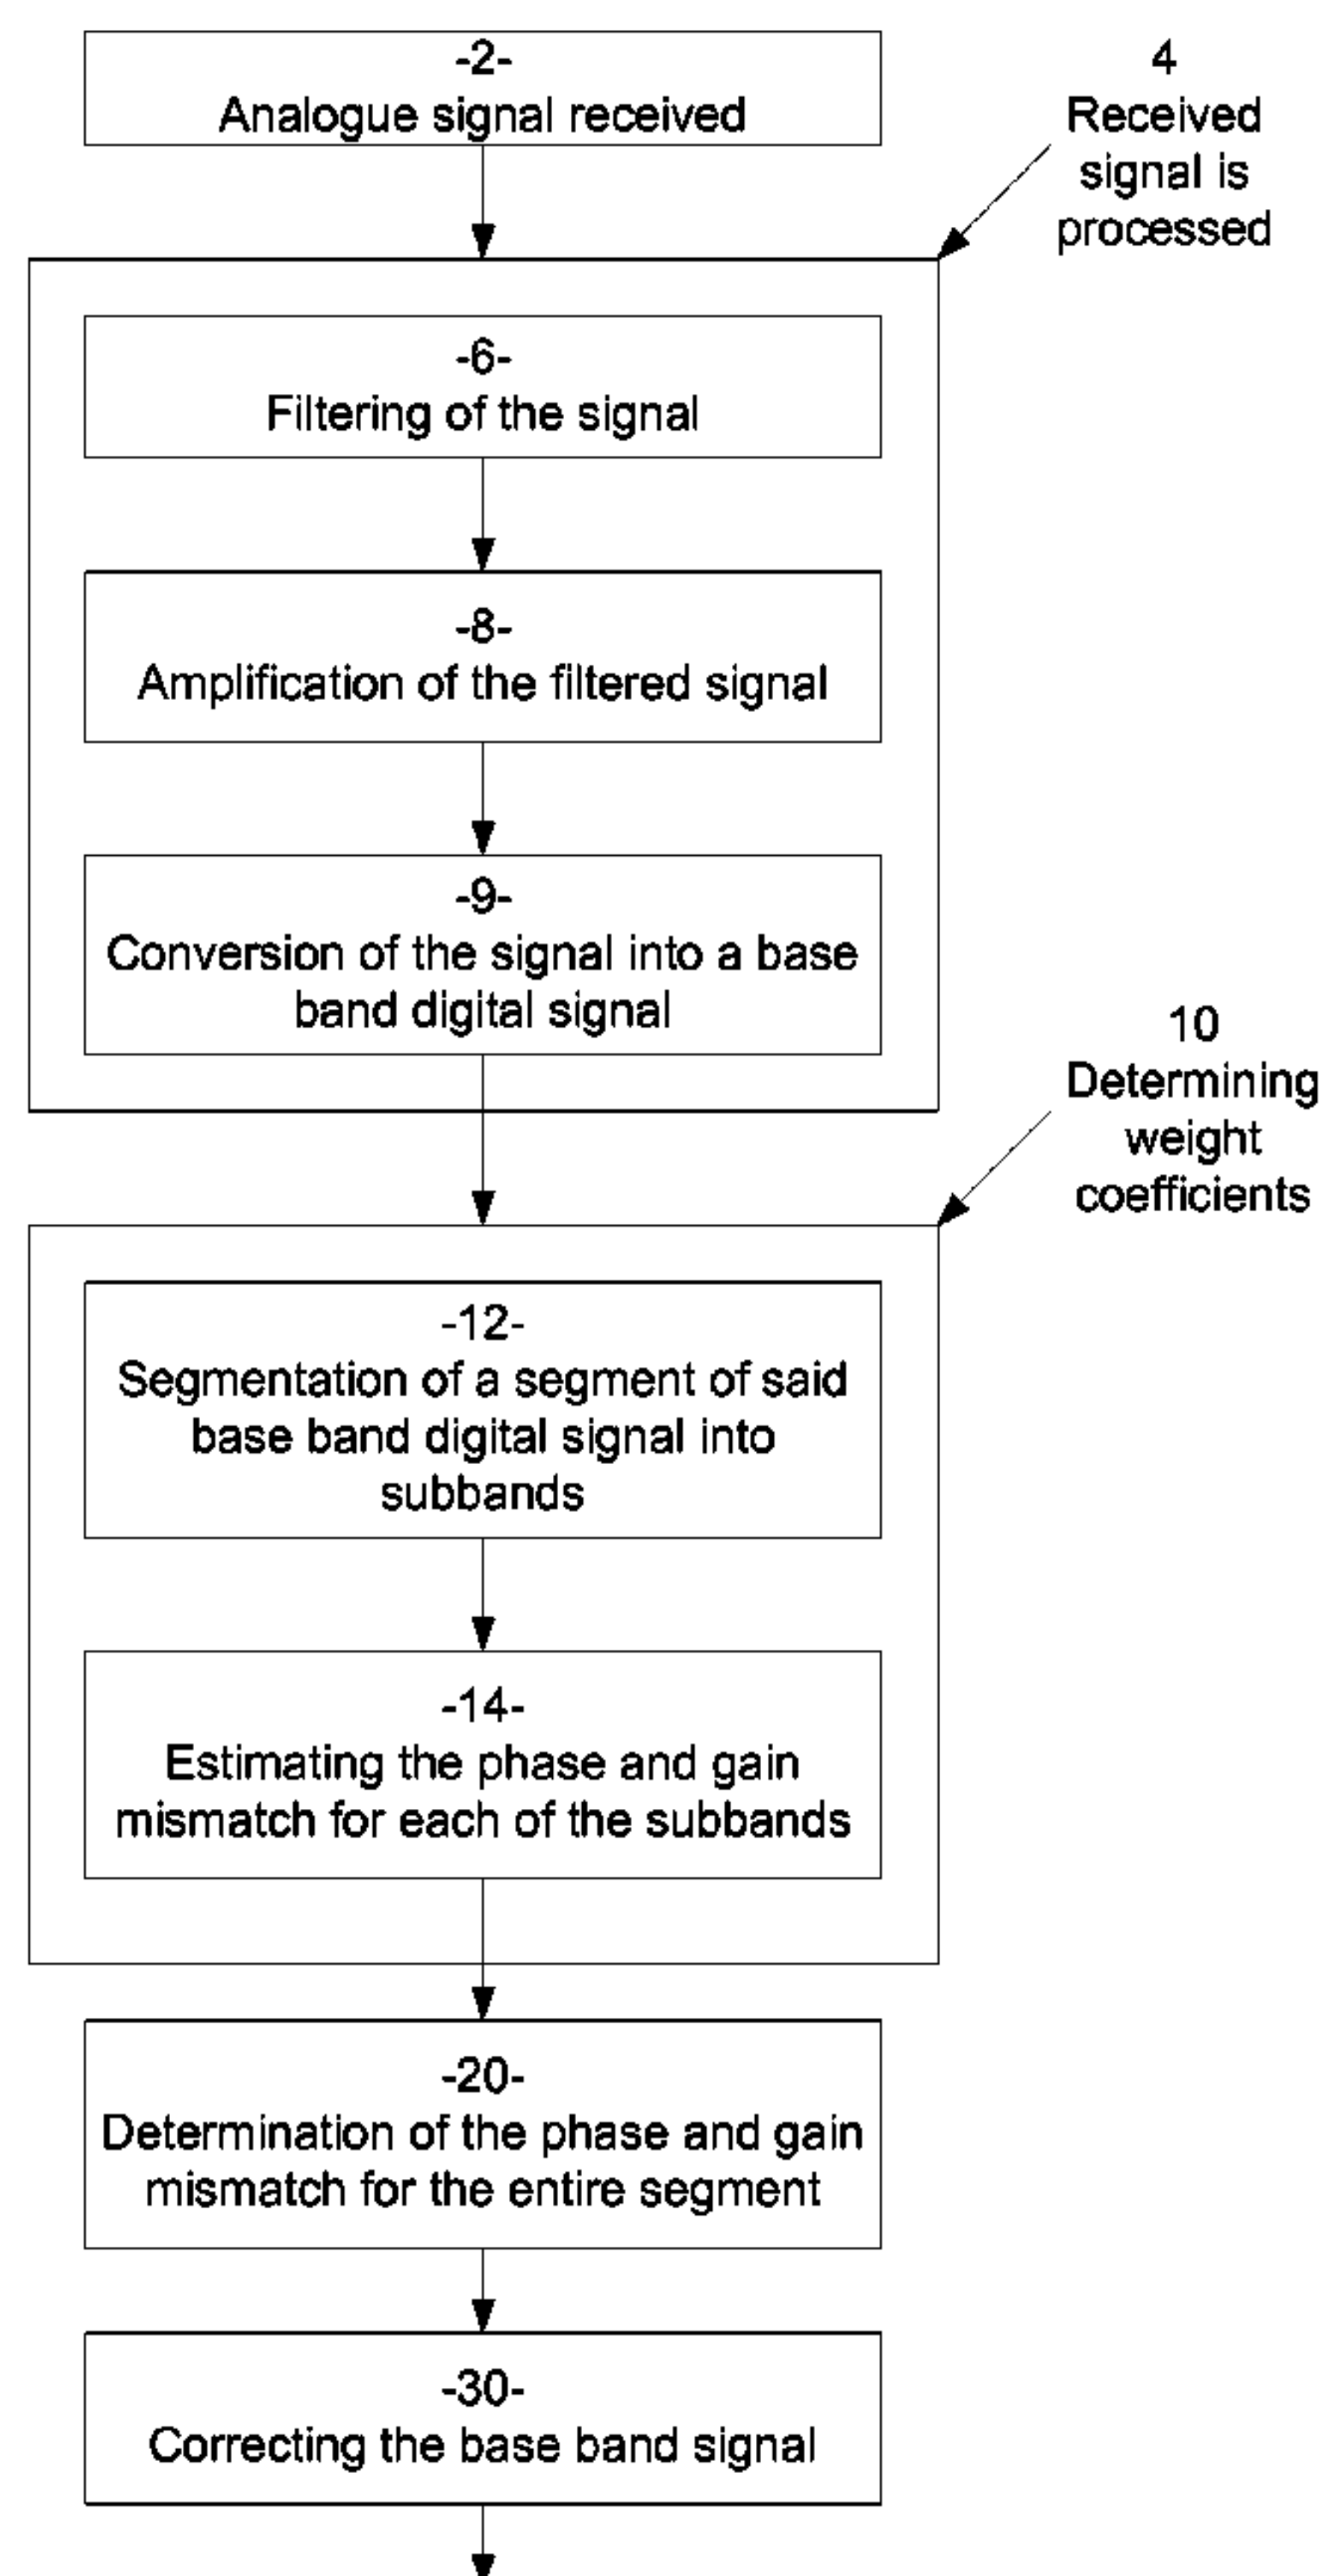 -2-
Analogue signal received
4
Received
signal is
processed
-6-
Filtering of the signal
-8-
Amplification of the filtered signal
-9-
Conversion of the signal into a base
band digital signal
10
Determining
weight
coefficients
-12-
Segmentation of a segment of said
base band digital signal into
subbands
-14-
Estimating the phase and gain
mismatch for each of the subbands
-20-
Determination of the phase and gain
mismatch for the entire segment
-30-
Correcting the base band signal